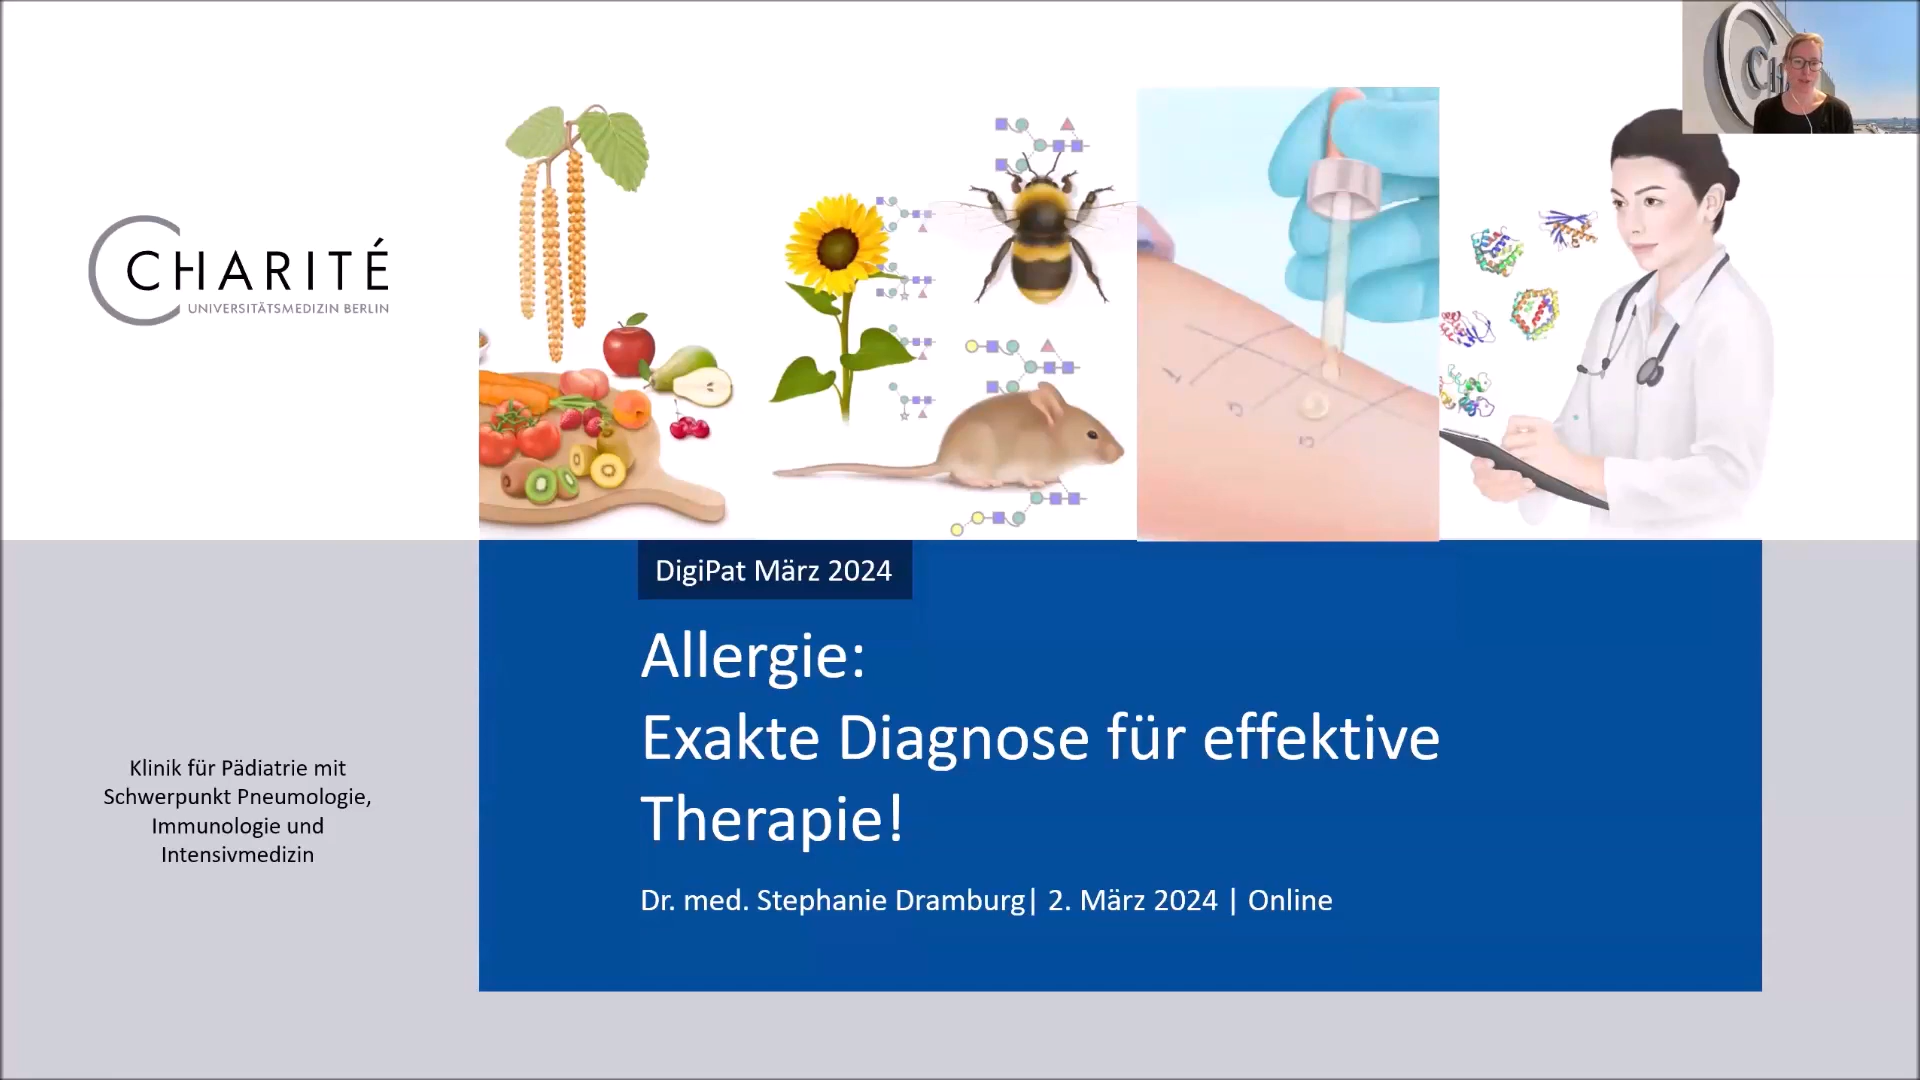 CHARITÉ
UNIVERSITÄTSMEDIZIN BERLIN
DigiPat März 2024
Allergie:
Exakte Diagnose für effektive
Therapie!
Dr. med. Stephanie Dramburg| 2. März 2024 | Online
Klinik für Pädiatrie mit
Schwerpunkt Pneumologie,
Immunologie und
Intensivmedizin